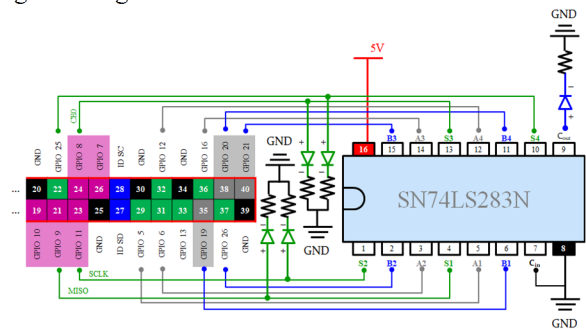 GND
5V
CE0
GND
GPIO 25
GPIO 8
GPIO 7
ID SC
GND
GPIO 12
GND
GPIO 16
GPIO 20
GPIO 21
GND
B3 A3 S3 A4 B4 S4 Cout
16 15 14 13 12 11 10 9
... 20 22 24 26 28 30 32 34 36 38 40
... 19 21 23 25 27 29 31 33 35 37 39
SN74LS283N
GND
GPIO 10
GPIO 9
GPIO 11
GND
ID SD
GPIO 5
GPIO 6
GPIO 13
GPIO 19
GPIO 26
GND
1 2 3 4 5 6 7 8
S2 B2 A2 S1 A1 B1 Cin
SCLK
MISO
GND